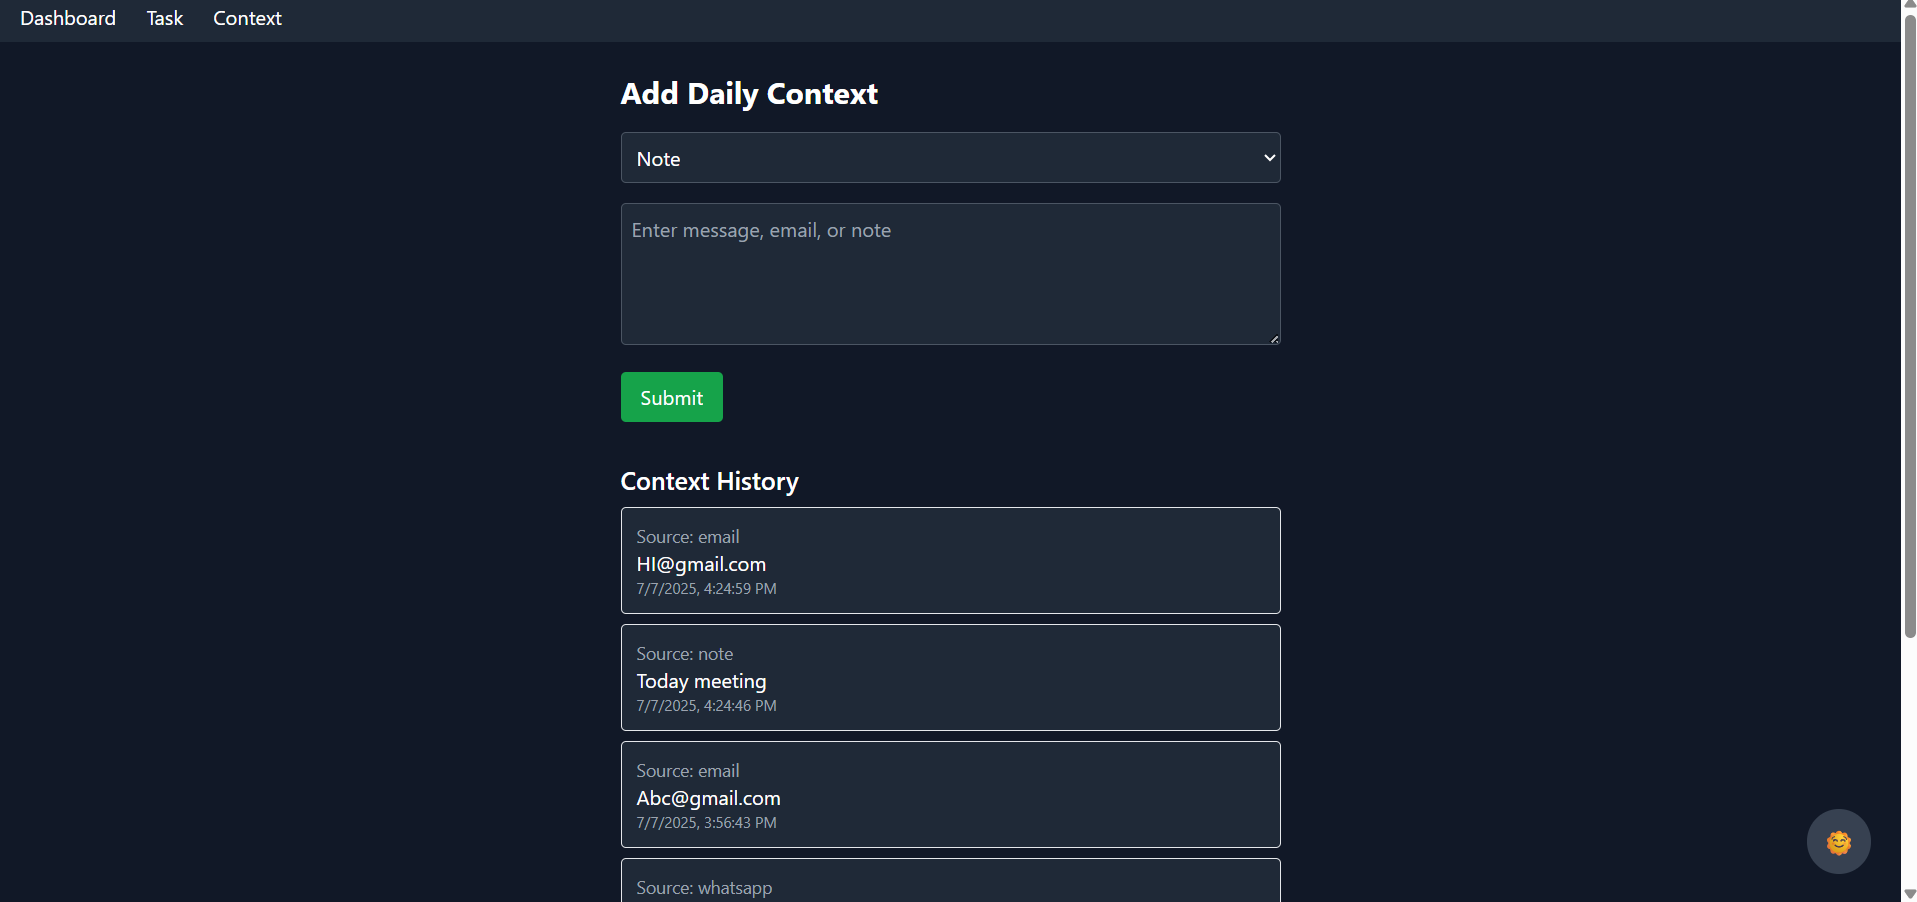 Dashboard Task Context
Add Daily Context
Note
Enter message, email, or note
Submit
Context History
Source: email
HI@gmail.com
7/7/2025, 4:24:59 PM
Source: note
Today meeting
7/7/2025, 4:24:46 PM
Source: email
Abc@gmail.com
7/7/2025, 3:56:43 PM
Source: whatsapp